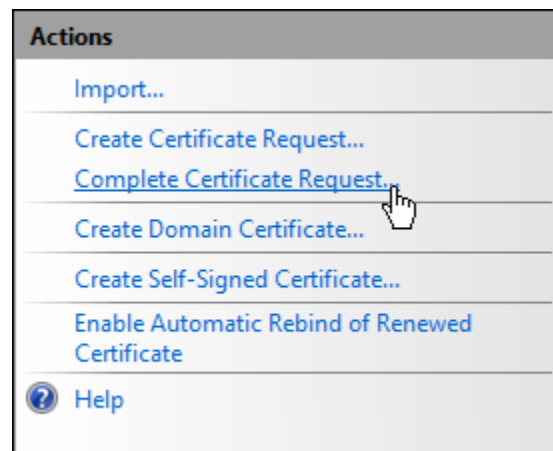 Actions
Import...
Create Certificate Request...
Complete Certificate Request...
Create Domain Certificate...
Create Self-Signed Certificate...
Enable Automatic Rebind of Renewed
Certificate
Help